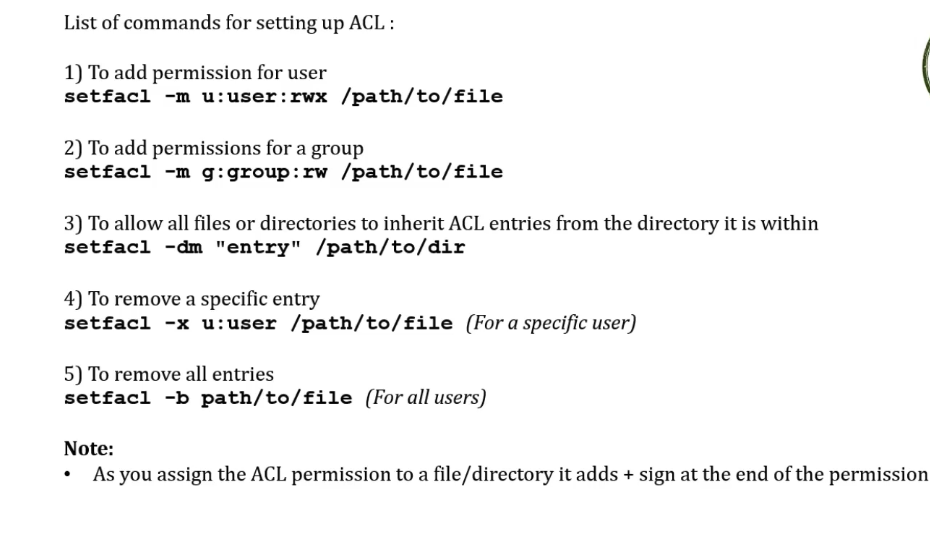 List of commands for setting up ACL :
1) To add permission for user
setfacl -m u:user:rwx /path/to/file
2) To add permissions for a group
setfacl -m g:group:rw /path/to/file
3) To allow all files or directories to inherit ACL entries from the directory it is within
setfacl -dm "entry" /path/to/dir
4) To remove a specific entry
setfacl -x u:user /path/to/file (For a specific user)
5) To remove all entries
setfacl -b path/to/file (For all users)
Note:
• As you assign the ACL permission to a file/directory it adds + sign at the end of the permission